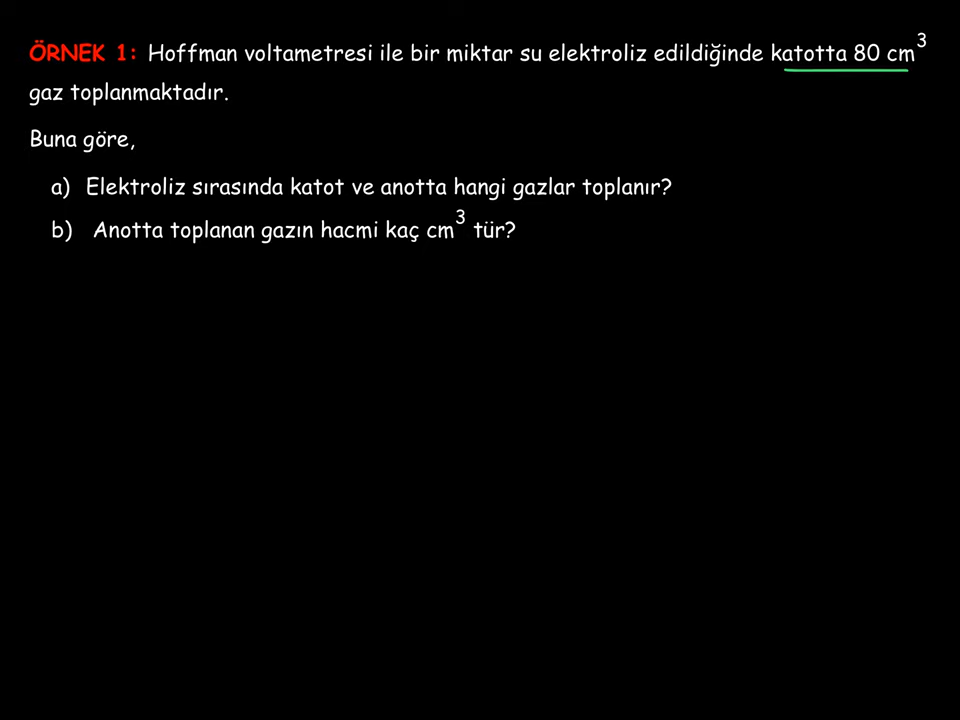 ÖRNEK 1: Hoffman voltametresi ile bir miktar su elektroliz edildiğinde katotta 80 cm³
gaz toplanmaktadır.
Buna göre,
a) Elektroliz sırasında katot ve anotta hangi gazlar toplanır?
b) Anotta toplanan gazın hacmi kaç cm³ tür?